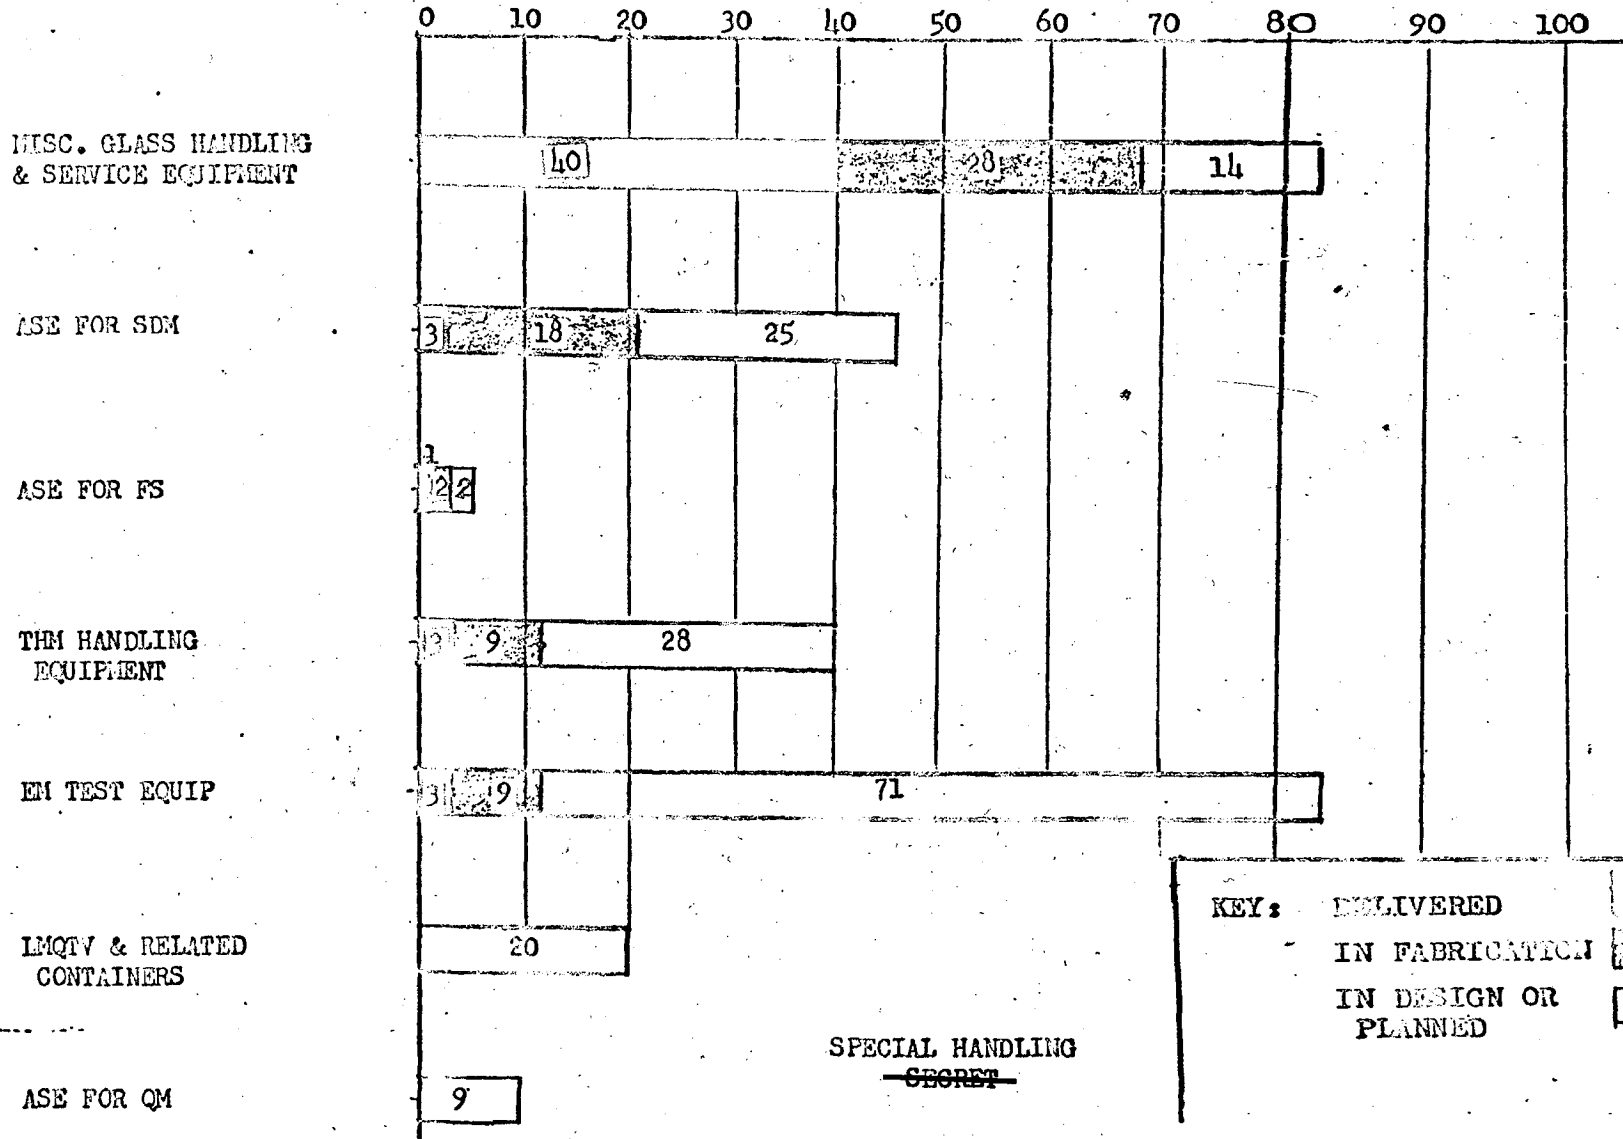 0 10 20 30 40 50 60 70 80 90 100
MISC. GLASS HANDLING
& SERVICE EQUIPMENT
40 28 14
ASE FOR SDM
3 18 25
1
ASE FOR FS
2 2
THM HANDLING
EQUIPMENT
3 9 28
EM TEST EQUIP
3 9 71
LMQTV & RELATED
CONTAINERS
20
KEY: DELIVERED
IN FABRICATION
IN DESIGN OR
PLANNED
SPECIAL HANDLING
SECRET
ASE FOR QM
9